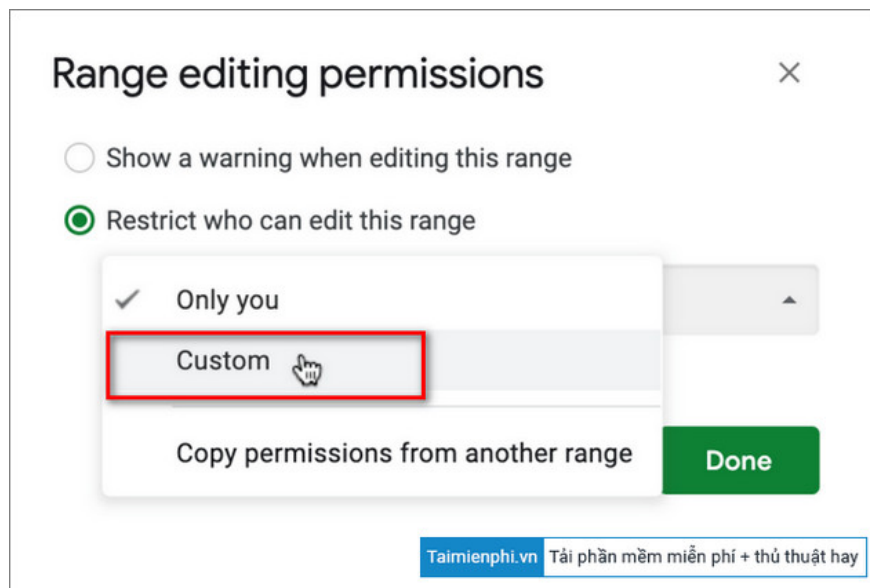 Range editing permissions
Show a warning when editing this range
Restrict who can edit this range
Only you
Custom
Copy permissions from another range
Done
Taimienphi.vn Tải phần mềm miễn phí + thủ thuật hay